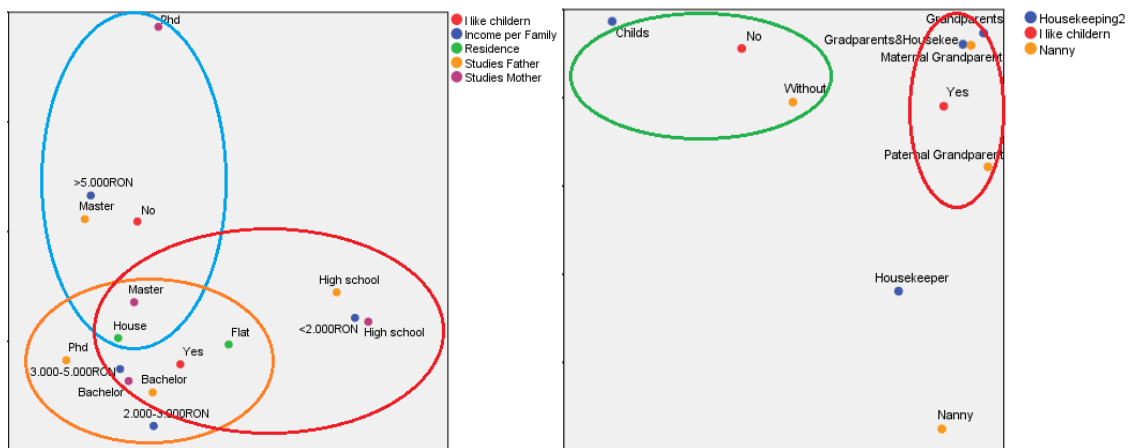 Phd
>5.000RON
Master
No
Master
House
Phd
3.000-5.000RON
Bachelor
Bachelor
2.000-3.000RON
Yes
Flat
High school
<2.000RON
High school
I like childern
Income per Family
Residence
Studies Father
Studies Mother
Childs
No
Without
Grandparents
Gradparents&Housekee
Maternal Grandparent
Yes
Paternal Grandparent
Housekeeper
Nanny
Housekeeping2
I like childern
Nanny